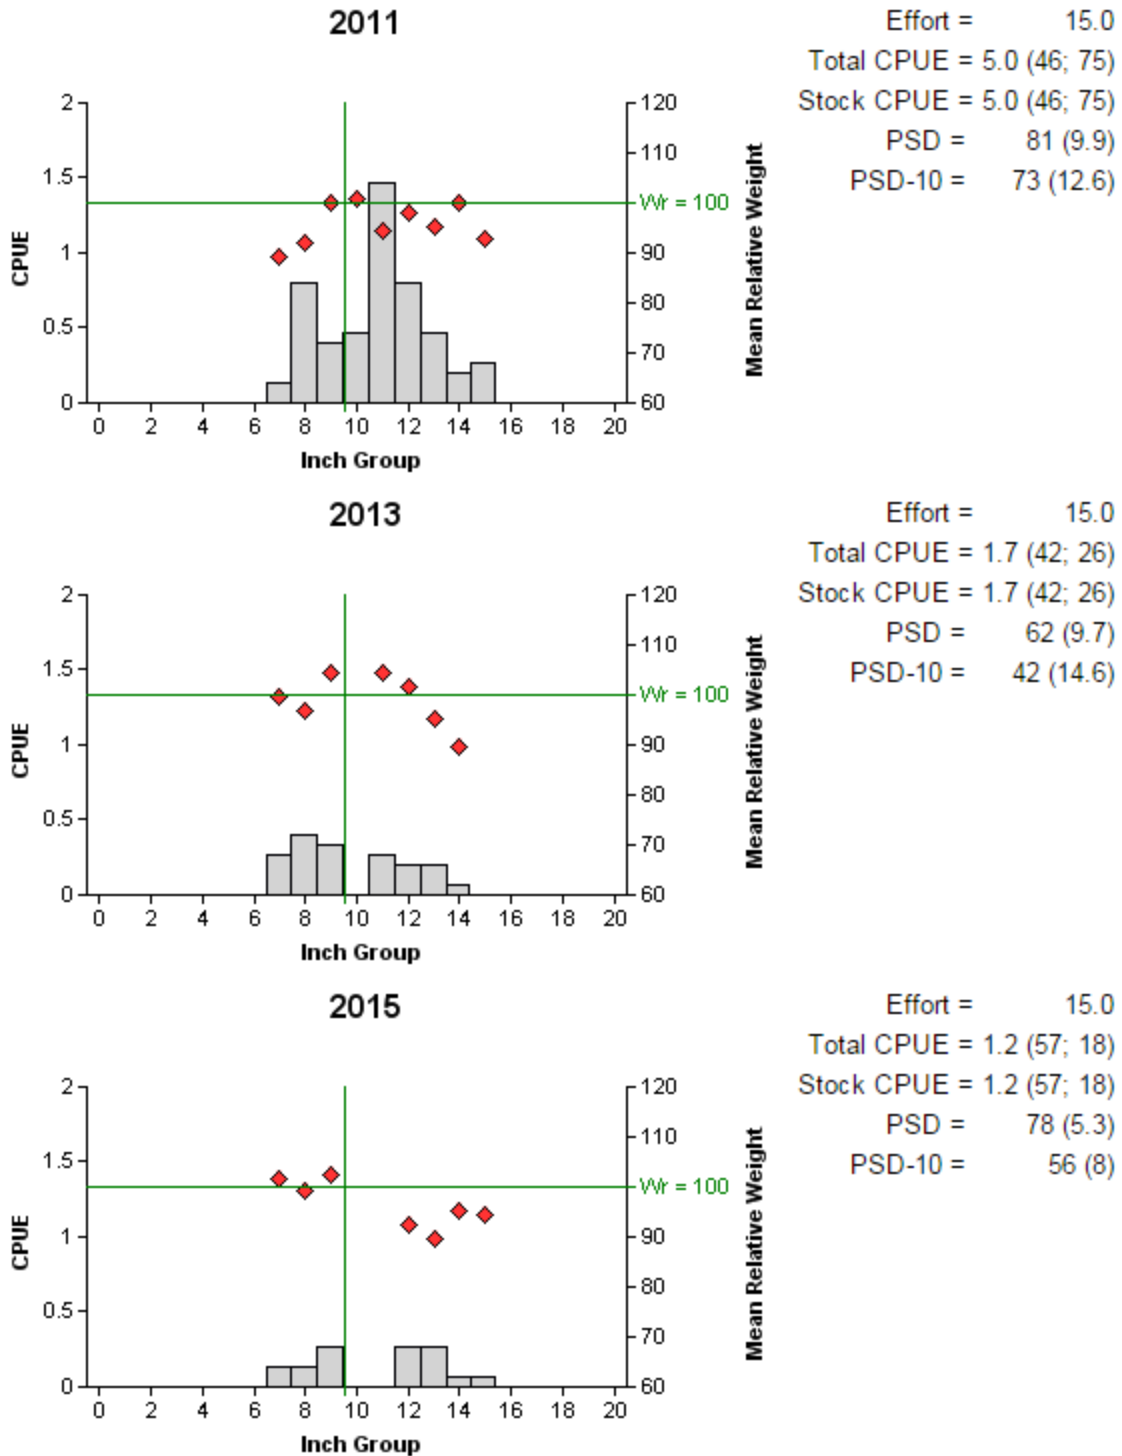 2011
Effort = 15.0
Total CPUE = 5.0 (46; 75)
Stock CPUE = 5.0 (46; 75)
PSD = 81 (9.9)
PSD-10 = 73 (12.6)
2
1.5
1
0.5
0
CPUE
120
110
Wr = 100
90
80
70
60
Mean Relative Weight
0 2 4 6 8 10 12 14 16 18 20
Inch Group
2013
Effort = 15.0
Total CPUE = 1.7 (42; 26)
Stock CPUE = 1.7 (42; 26)
PSD = 62 (9.7)
PSD-10 = 42 (14.6)
2
1.5
1
0.5
0
CPUE
120
110
Wr = 100
90
80
70
60
Mean Relative Weight
0 2 4 6 8 10 12 14 16 18 20
Inch Group
2015
Effort = 15.0
Total CPUE = 1.2 (57; 18)
Stock CPUE = 1.2 (57; 18)
PSD = 78 (5.3)
PSD-10 = 56 (8)
2
1.5
1
0.5
0
CPUE
120
110
Wr = 100
90
80
70
60
Mean Relative Weight
0 2 4 6 8 10 12 14 16 18 20
Inch Group